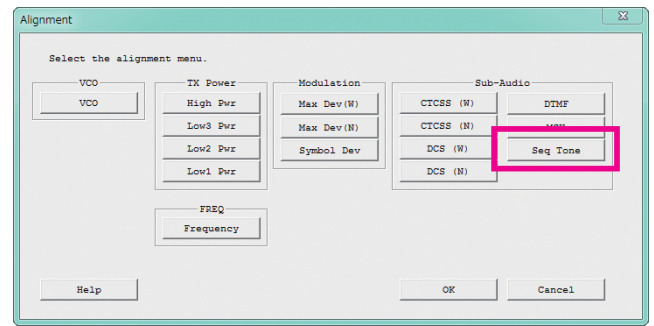 Alignment
Select the alignment menu.
VCO
VCO
TX Power
High Pwr
Low3 Pwr
Low2 Pwr
Low1 Pwr
Modulation
Max Dev(W)
Max Dev(N)
Symbol Dev
Sub-Audio
CTCSS (W)
CTCSS (N)
DCS (W)
DCS (N)
DTMF
Seq Tone
FREQ
Frequency
Help
OK
Cancel